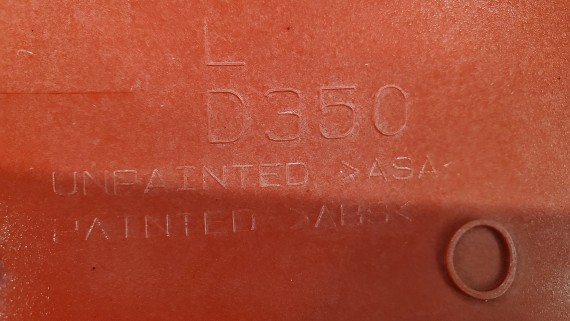 L
D350
UNPAINTED >ASA<
PAINTED >ABS<